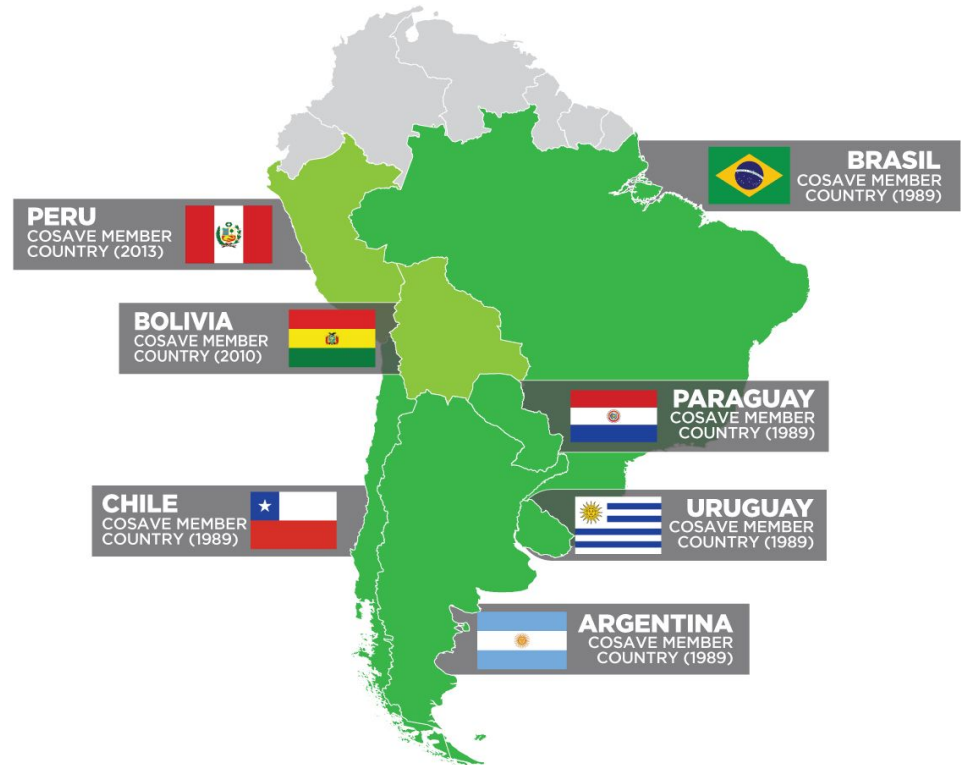 BRASIL
COSAVE MEMBER
COUNTRY (1989)
PERU
COSAVE MEMBER
COUNTRY (2013)
BOLIVIA
COSAVE MEMBER
COUNTRY (2010)
PARAGUAY
COSAVE MEMBER
COUNTRY (1989)
CHILE
COSAVE MEMBER
COUNTRY (1989)
URUGUAY
COSAVE MEMBER
COUNTRY (1989)
ARGENTINA
COSAVE MEMBER
COUNTRY (1989)